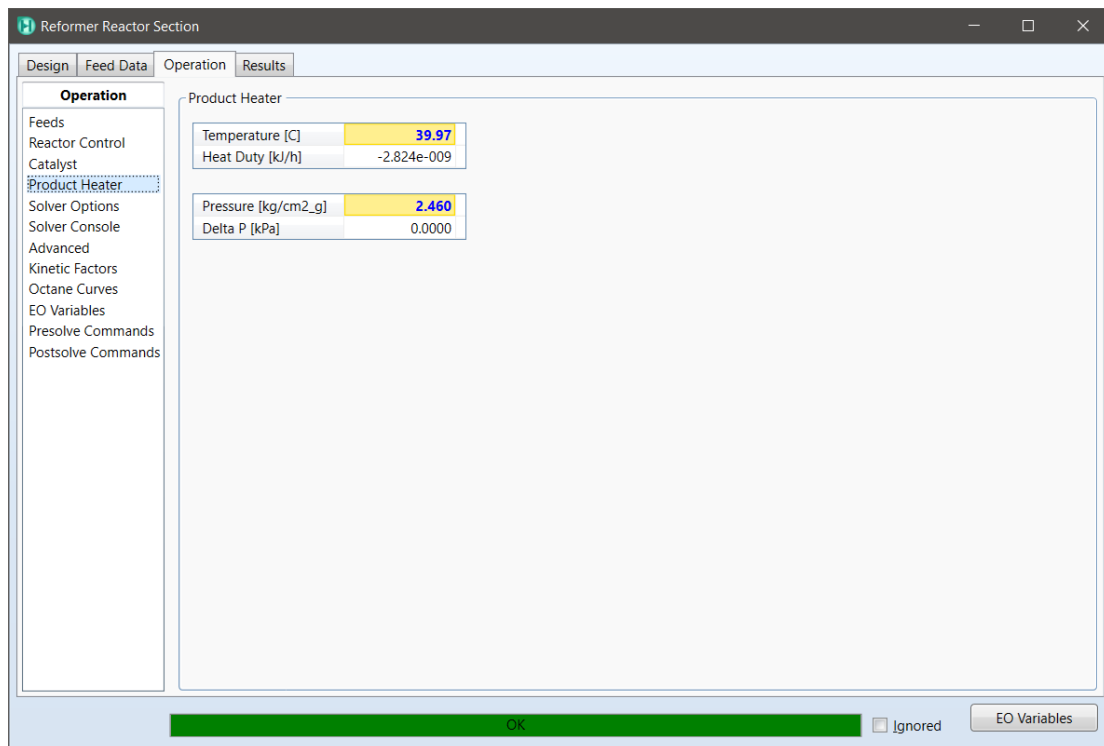 Reformer Reactor Section
Design Feed Data Operation Results
Operation
Feeds
Reactor Control
Catalyst
Product Heater
Solver Options
Solver Console
Advanced
Kinetic Factors
Octane Curves
EO Variables
Presolve Commands
Postsolve Commands
Product Heater
Temperature [C] 39.97
Heat Duty [kJ/h] -2.824e-009
Pressure [kg/cm2_g] 2.460
Delta P [kPa] 0.0000
OK
Ignored
EO Variables